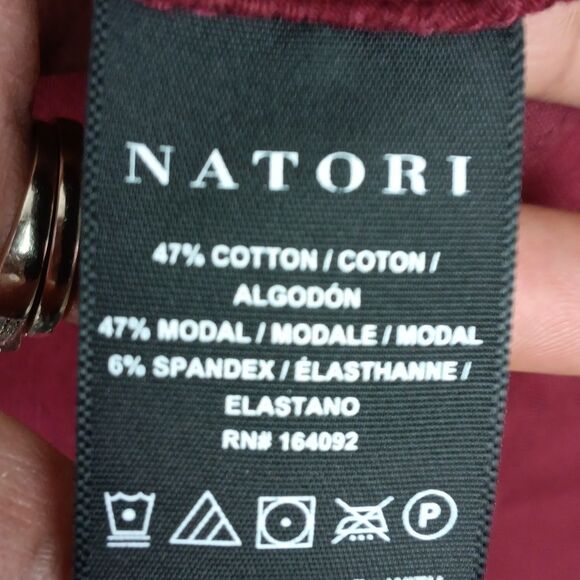 NATORI
47% COTTON / COTON /
ALGODÓN
47% MODAL / MODALE / MODAL
6% SPANDEX / ÉLASTHANNE /
ELASTANO
RN# 164092
P